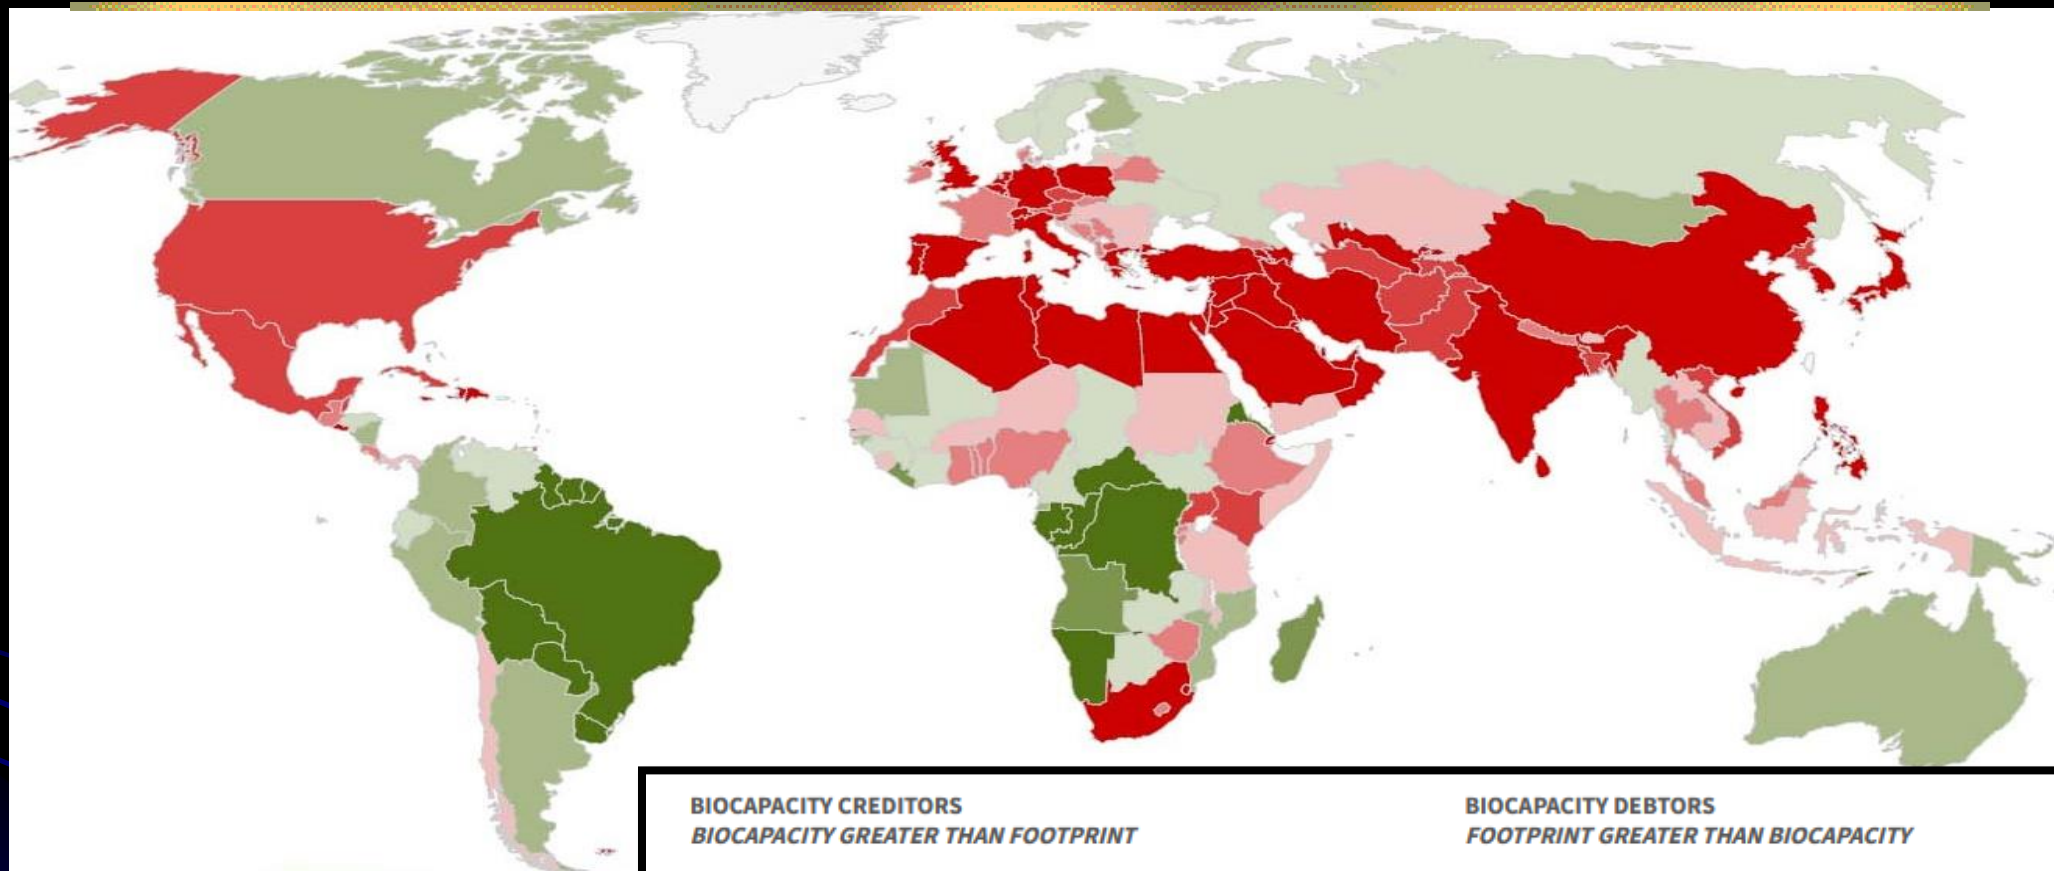 BIOCAPACITY CREDITORS
BIOCAPACITY GREATER THAN FOOTPRINT
BIOCAPACITY DEBTORS
FOOTPRINT GREATER THAN BIOCAPACITY